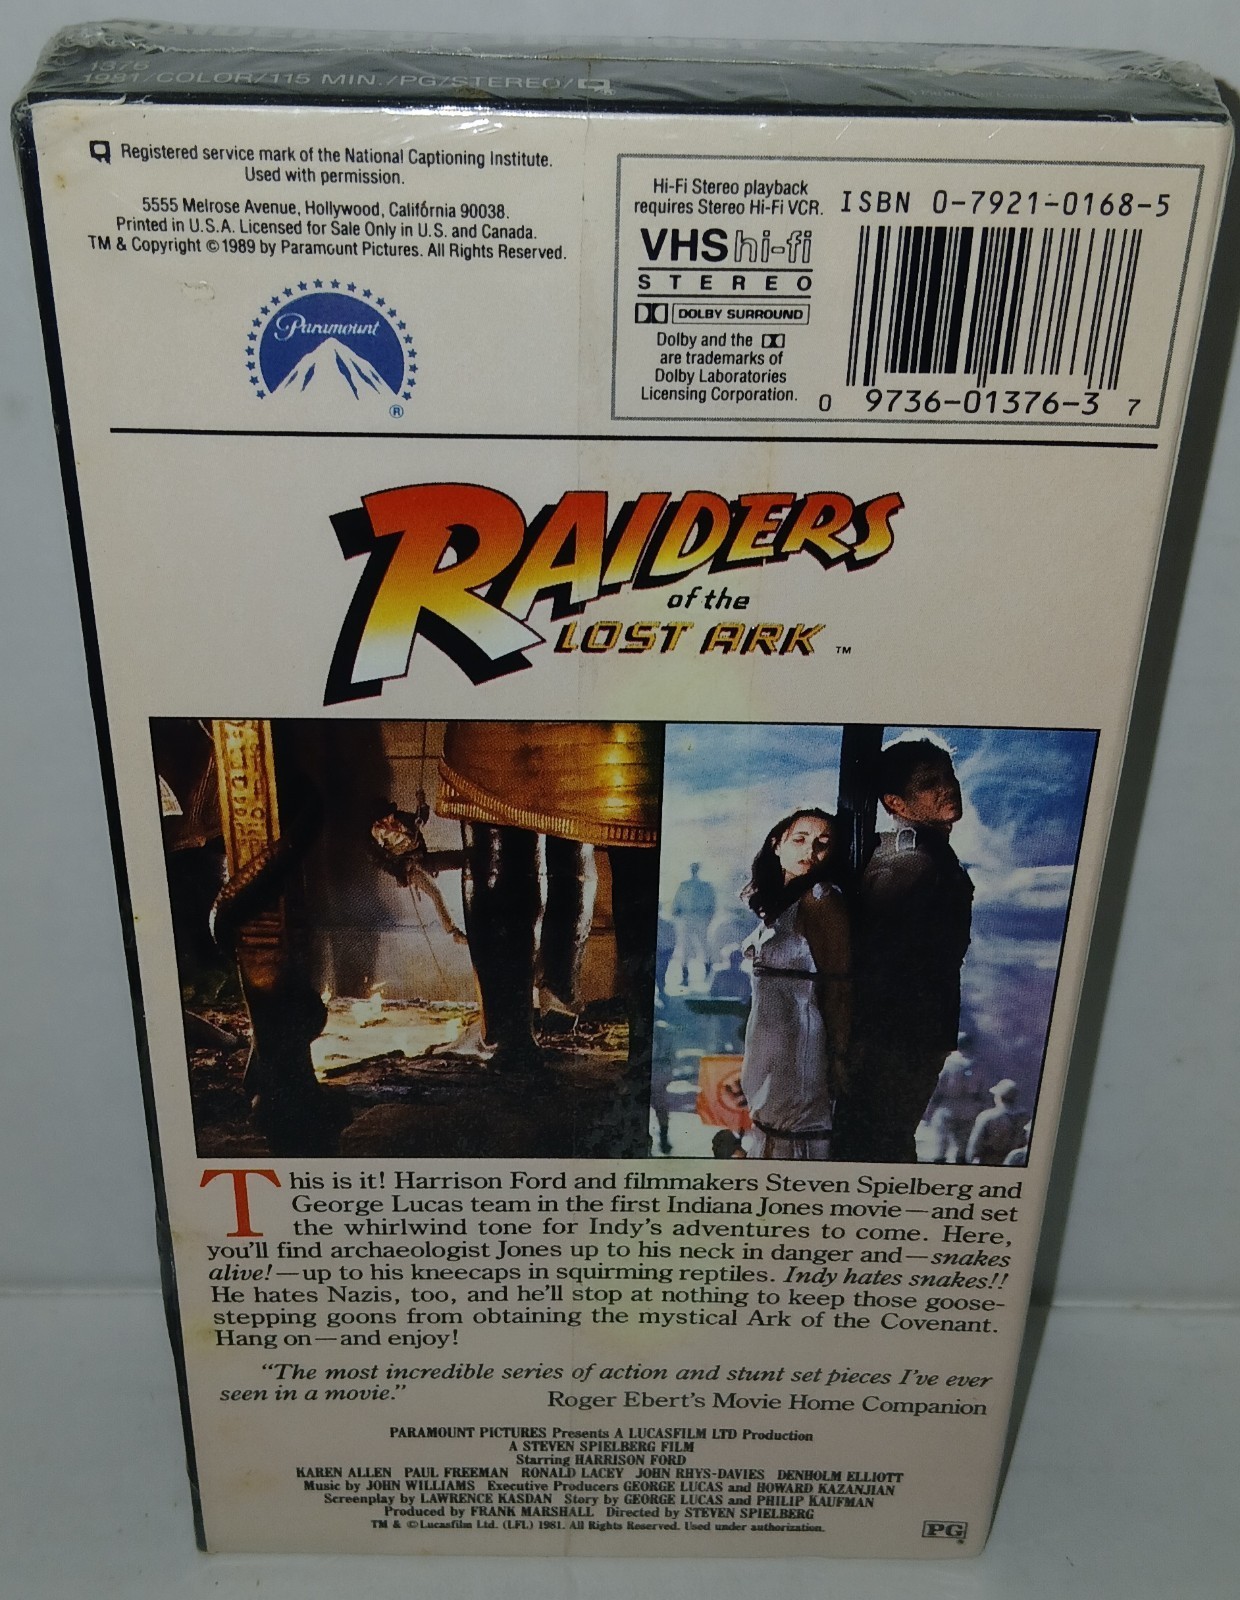 1376
1981/COLOR/115 MIN./PG/STEREO/
Registered service mark of the National Captioning Institute.
Used with permission.
5555 Melrose Avenue, Hollywood, California 90038.
Printed in U.S.A. Licensed for Sale Only in U.S. and Canada.
TM & Copyright © 1989 by Paramount Pictures. All Rights Reserved.
Paramount
®
Hi-Fi Stereo playback
requires Stereo Hi-Fi VCR.
VHS hi-fi
STEREO
DOLBY SURROUND
Dolby and the
are trademarks of
Dolby Laboratories
Licensing Corporation.
ISBN 0-7921-0168-5
0 9736-01376-3 7
RAIDERS
of the
LOST ARK ™
This is it! Harrison Ford and filmmakers Steven Spielberg and
George Lucas team in the first Indiana Jones movie—and set
the whirlwind tone for Indy's adventures to come. Here,
you'll find archaeologist Jones up to his neck in danger and—snakes
alive!—up to his kneecaps in squirming reptiles. Indy hates snakes!!
He hates Nazis, too, and he'll stop at nothing to keep those goose-
stepping goons from obtaining the mystical Ark of the Covenant.
Hang on—and enjoy!
"The most incredible series of action and stunt set pieces I've ever
seen in a movie."
Roger Ebert's Movie Home Companion
PARAMOUNT PICTURES Presents A LUCASFILM LTD Production
A STEVEN SPIELBERG FILM
Starring HARRISON FORD
KAREN ALLEN PAUL FREEMAN RONALD LACEY JOHN RHYS-DAVIES DENHOLM ELLIOTT
Music by JOHN WILLIAMS Executive Producers GEORGE LUCAS and HOWARD KAZANJIAN
Screenplay by LAWRENCE KASDAN Story by GEORGE LUCAS and PHILIP KAUFMAN
Produced by FRANK MARSHALL Directed by STEVEN SPIELBERG
TM & © Lucasfilm Ltd. (LFL) 1981. All Rights Reserved. Used under authorization.
PG